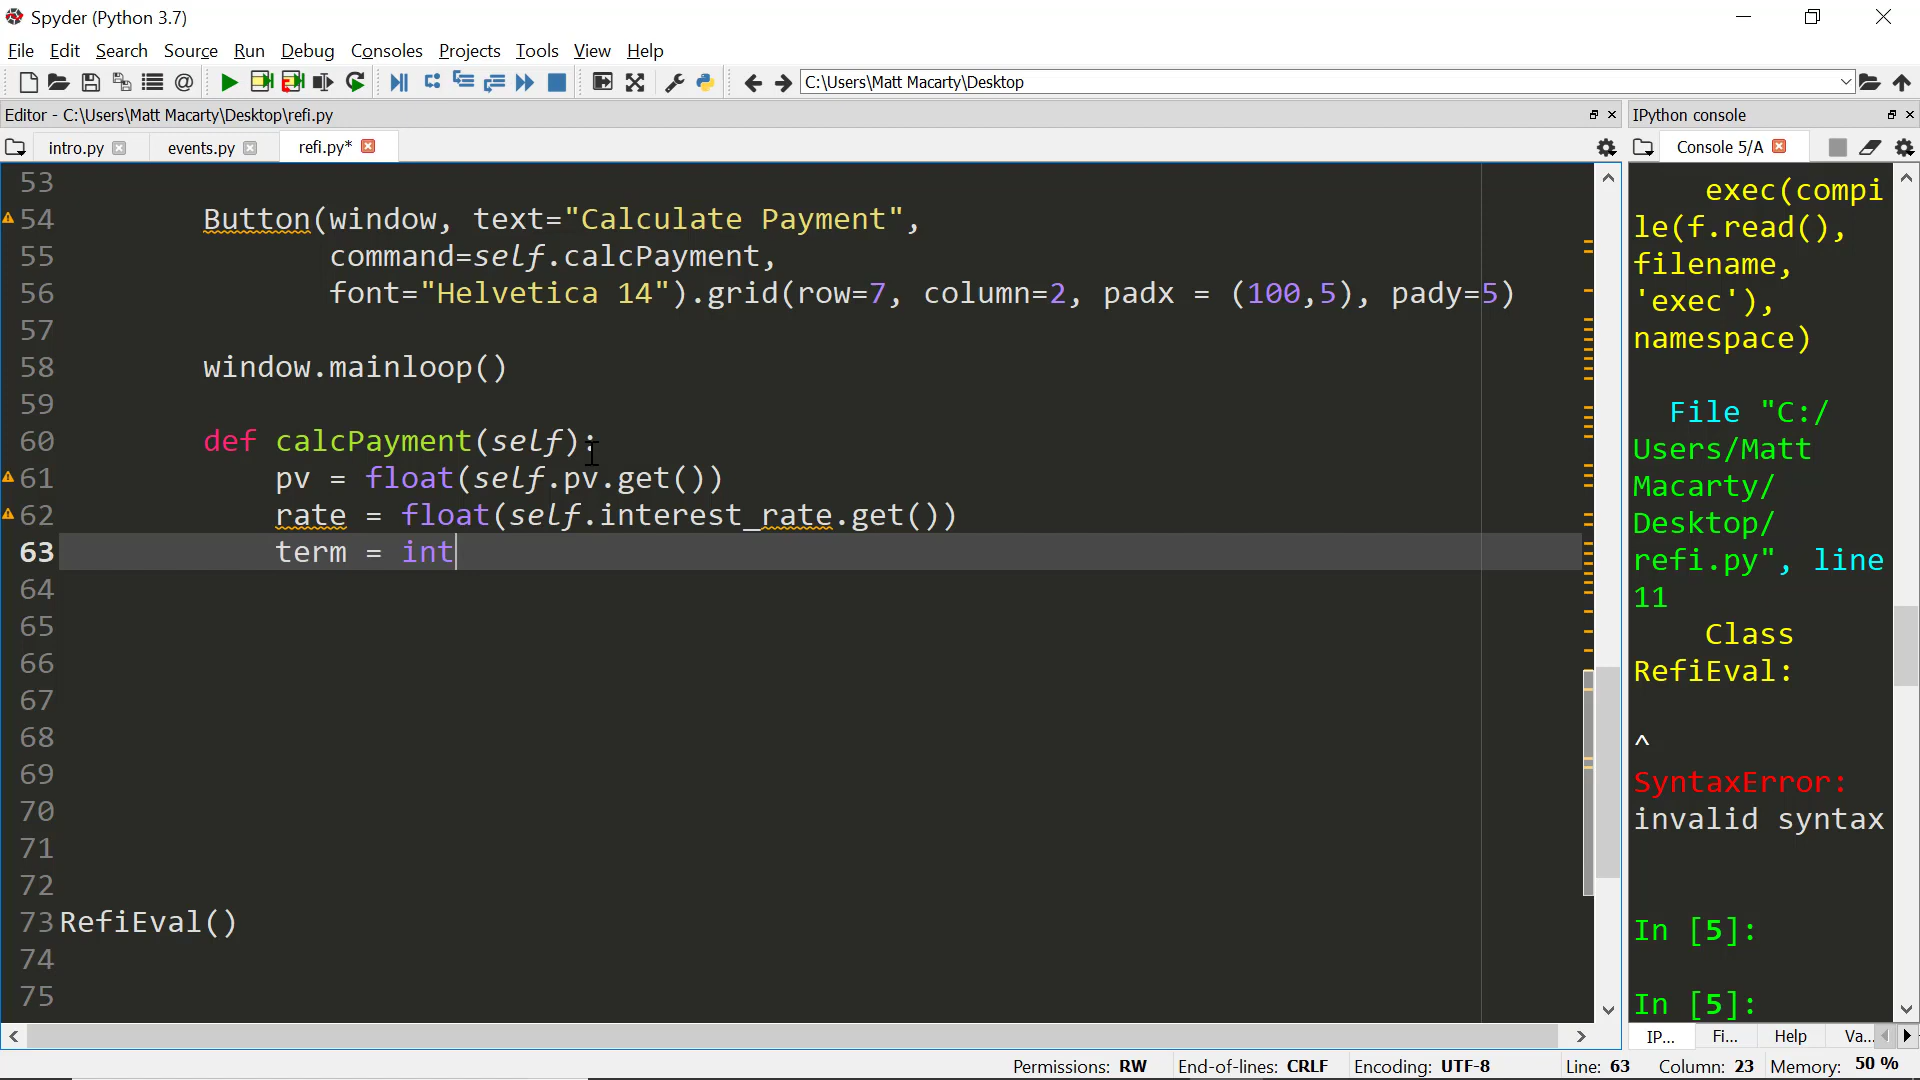 Spyder (Python 3.7)
File Edit Search Source Run Debug Consoles Projects Tools View Help
C:\Users\Matt Macarty\Desktop
Editor - C:\Users\Matt Macarty\Desktop\refi.py
intro.py events.py refi.py*
53
54 Button(window, text="Calculate Payment",
55 command=self.calcPayment,
56 font="Helvetica 14").grid(row=7, column=2, padx = (100,5), pady=5)
57
58 window.mainloop()
59
60 def calcPayment(self):
61 pv = float(self.pv.get())
62 rate = float(self.interest_rate.get())
63 term = int
64
65
66
67
68
69
70
71
72
73 RefiEval()
74
75
IPython console
Console 5/A
exec(compi
le(f.read(),
filename,
'exec'),
namespace)
File "C:/
Users/Matt
Macarty/
Desktop/
refi.py", line
11
Class
RefiEval:
^
SyntaxError:
invalid syntax
In [5]:
In [5]:
IP... Fi... Help Va...
Permissions: RW End-of-lines: CRLF Encoding: UTF-8 Line: 63 Column: 23 Memory: 50 %